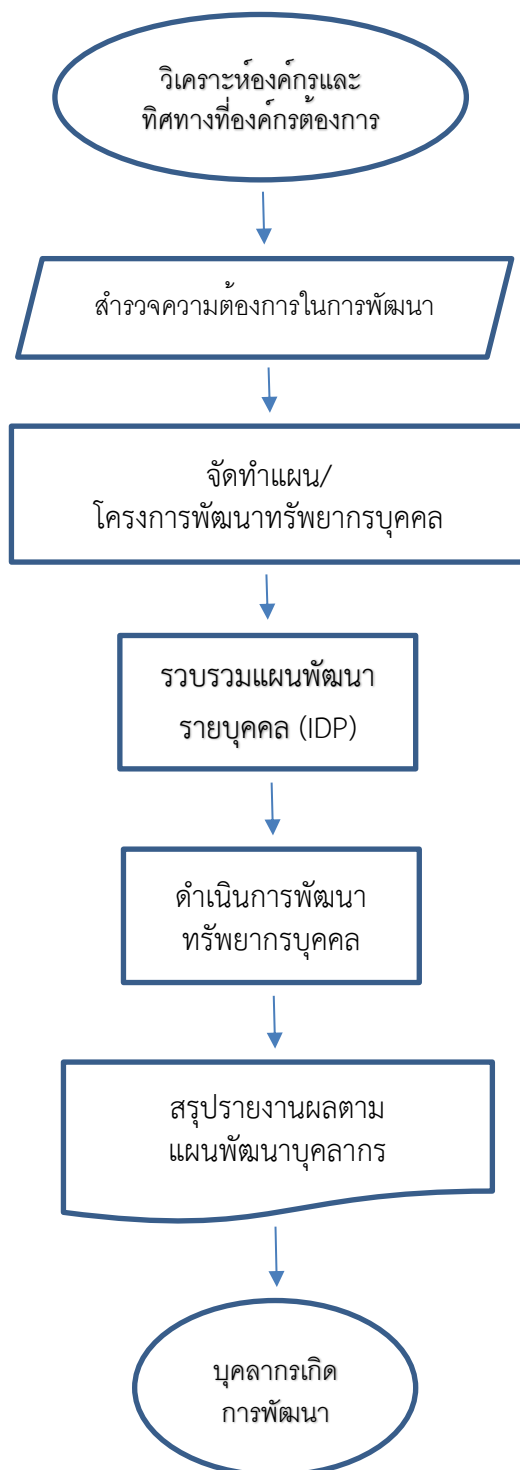 วิเคราะห์องค์กรและ
ทิศทางที่องค์กรต้องการ
สำรวจความต้องการในการพัฒนา
จัดทำแผน/
โครงการพัฒนาทรัพยากรบุคคล
รวบรวมแผนพัฒนา
รายบุคคล (IDP)
ดำเนินการพัฒนา
ทรัพยากรบุคคล
สรุปรายงานผลตาม
แผนพัฒนาบุคลากร
บุคลากรเกิด
การพัฒนา